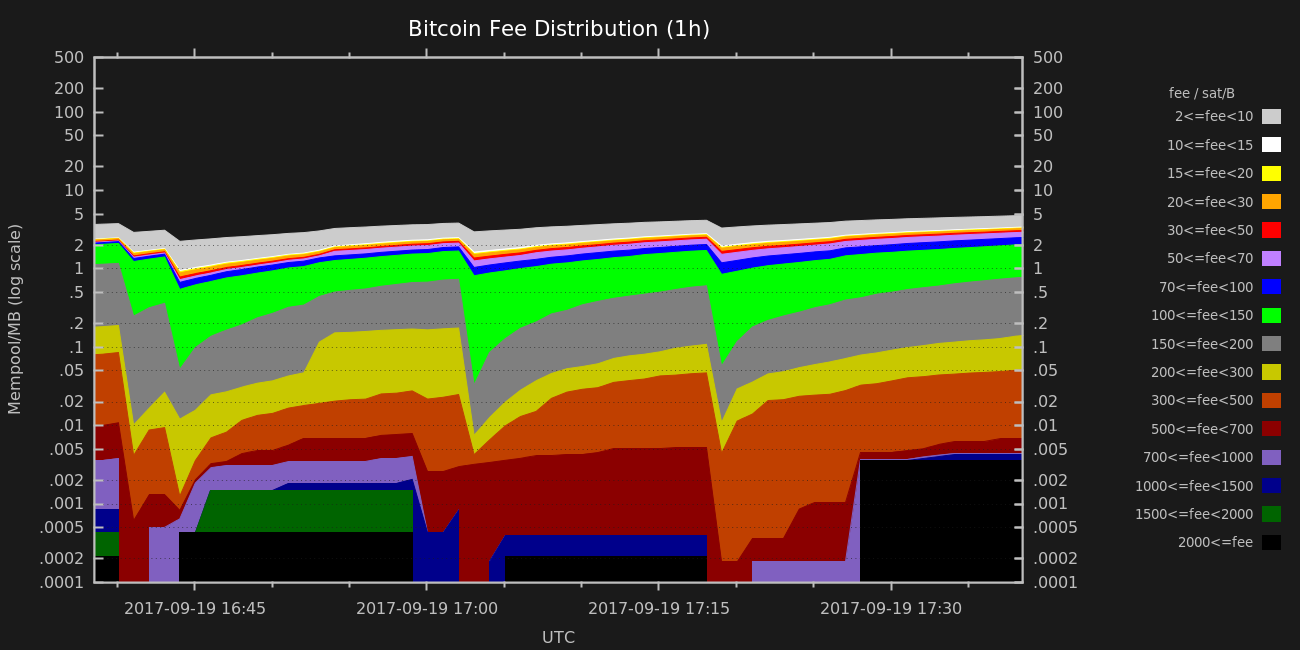 Bitcoin Fee Distribution (1h)
500 500
200 200
100 100
50 50
20 20
10 10
5 5
2 2
1 1
.5 .5
.2 .2
.1 .1
.05 .05
.02 .02
.01 .01
.005 .005
.002 .002
.001 .001
.0005 .0005
.0002 .0002
.0001 .0001
Mempool/MB (log scale)
2017-09-19 16:45 2017-09-19 17:00 2017-09-19 17:15 2017-09-19 17:30
UTC
fee / sat/B
2<=fee<10
10<=fee<15
15<=fee<20
20<=fee<30
30<=fee<50
50<=fee<70
70<=fee<100
100<=fee<150
150<=fee<200
200<=fee<300
300<=fee<500
500<=fee<700
700<=fee<1000
1000<=fee<1500
1500<=fee<2000
2000<=fee